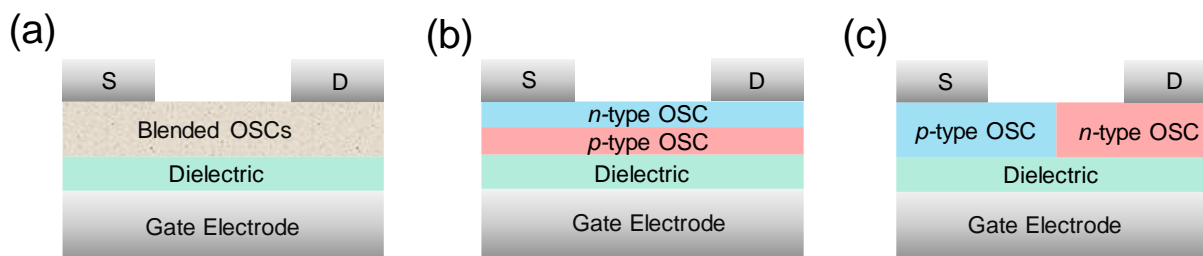 (a)
S
D
Blended OSCs
Dielectric
Gate Electrode
(b)
S
D
n-type OSC
p-type OSC
Dielectric
Gate Electrode
(c)
S
D
p-type OSC
n-type OSC
Dielectric
Gate Electrode